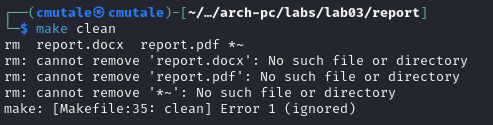 ┌──(cmutale㉿cmutale)-[~/…/arch-pc/labs/lab03/report]
└─$ make clean
rm  report.docx  report.pdf *~
rm: cannot remove 'report.docx': No such file or directory
rm: cannot remove 'report.pdf': No such file or directory
rm: cannot remove '*~': No such file or directory
make: [Makefile:35: clean] Error 1 (ignored)